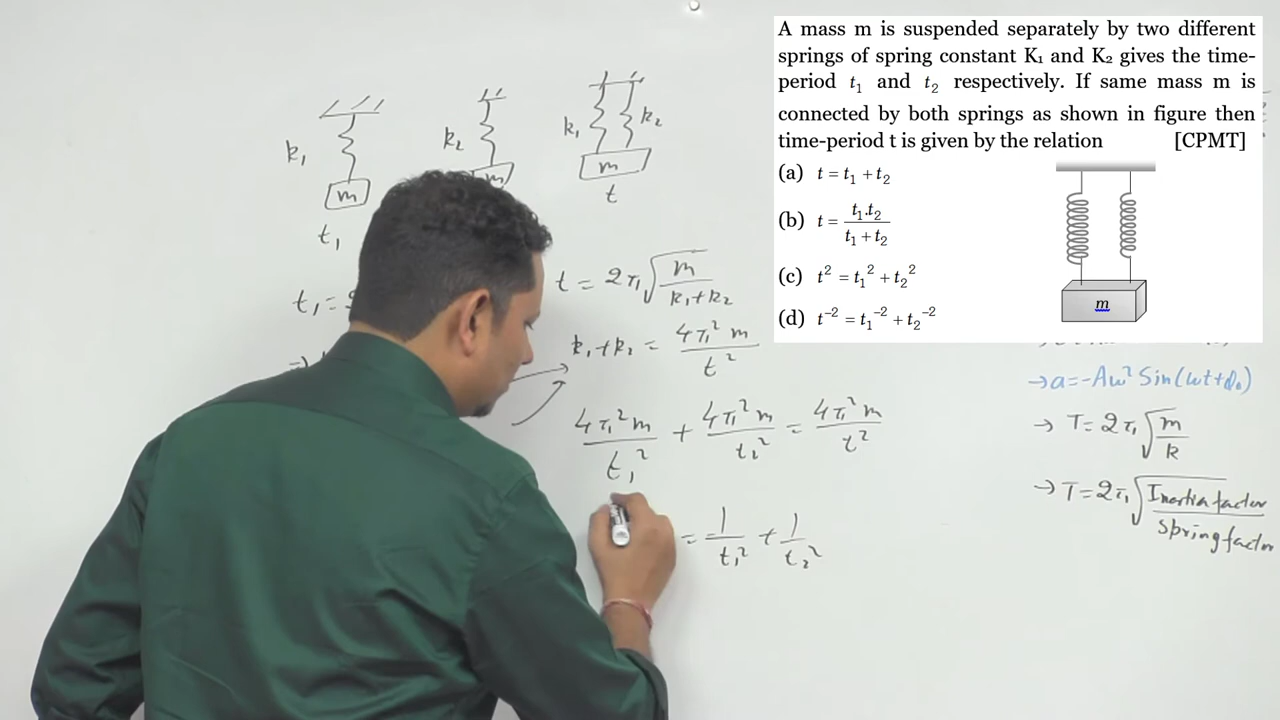 A mass m is suspended separately by two different
springs of spring constant K₁ and K₂ gives the time-
period t₁ and t₂ respectively. If same mass m is
connected by both springs as shown in figure then
time-period t is given by the relation [CPMT]
(a) t = t₁ + t₂
(b) t = t₁.t₂ / t₁ + t₂
(c) t² = t₁² + t₂²
(d) t⁻² = t₁⁻² + t₂⁻²
m
k₁
m
t₁
k₂
m
k₁ k₂
m
t
t₁ =
t = 2π√(m / k₁+k₂)
k₁+k₂ = 4π²m / t²
4π²m / t₁² + 4π²m / t₂² = 4π²m / t²
= 1 / t₁² + 1 / t₂²
→ a=-Aω² Sin(ωt+ϕ₀)
→ T= 2π√(m / k)
→ T=2π√(Inertia factor / Spring factor)